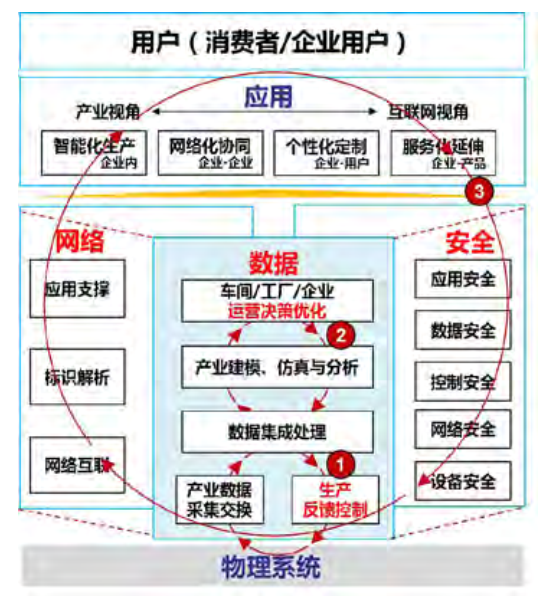 用户（消费者/企业用户）
应用
产业视角
互联网视角
智能化生产
企业内
网络化协同
企业-企业
个性化定制
企业-用户
服务化延伸
企业-产品
3
网络
应用支撑
标识解析
网络互联
数据
车间/工厂/企业
运营决策优化
2
产业建模、仿真与分析
数据集成处理
1
产业数据
采集交换
生产
反馈控制
安全
应用安全
数据安全
控制安全
网络安全
设备安全
物理系统